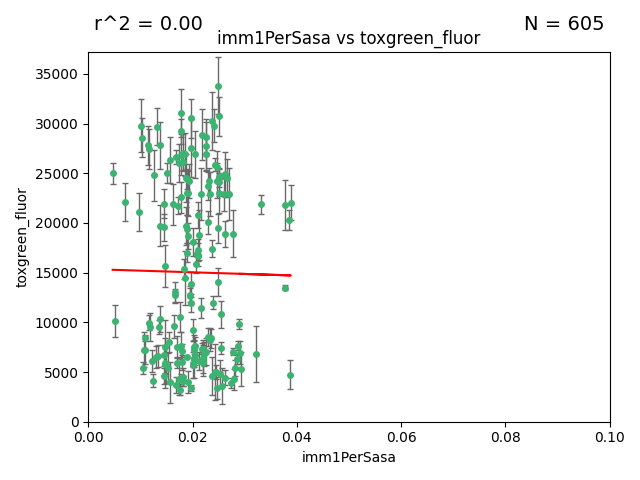 r^2 = 0.00
N = 605
imm1PerSasa vs toxgreen_fluor
35000
30000
25000
20000
15000
10000
5000
0
toxgreen_fluor
0.00
0.02
0.04
0.06
0.08
0.10
imm1PerSasa